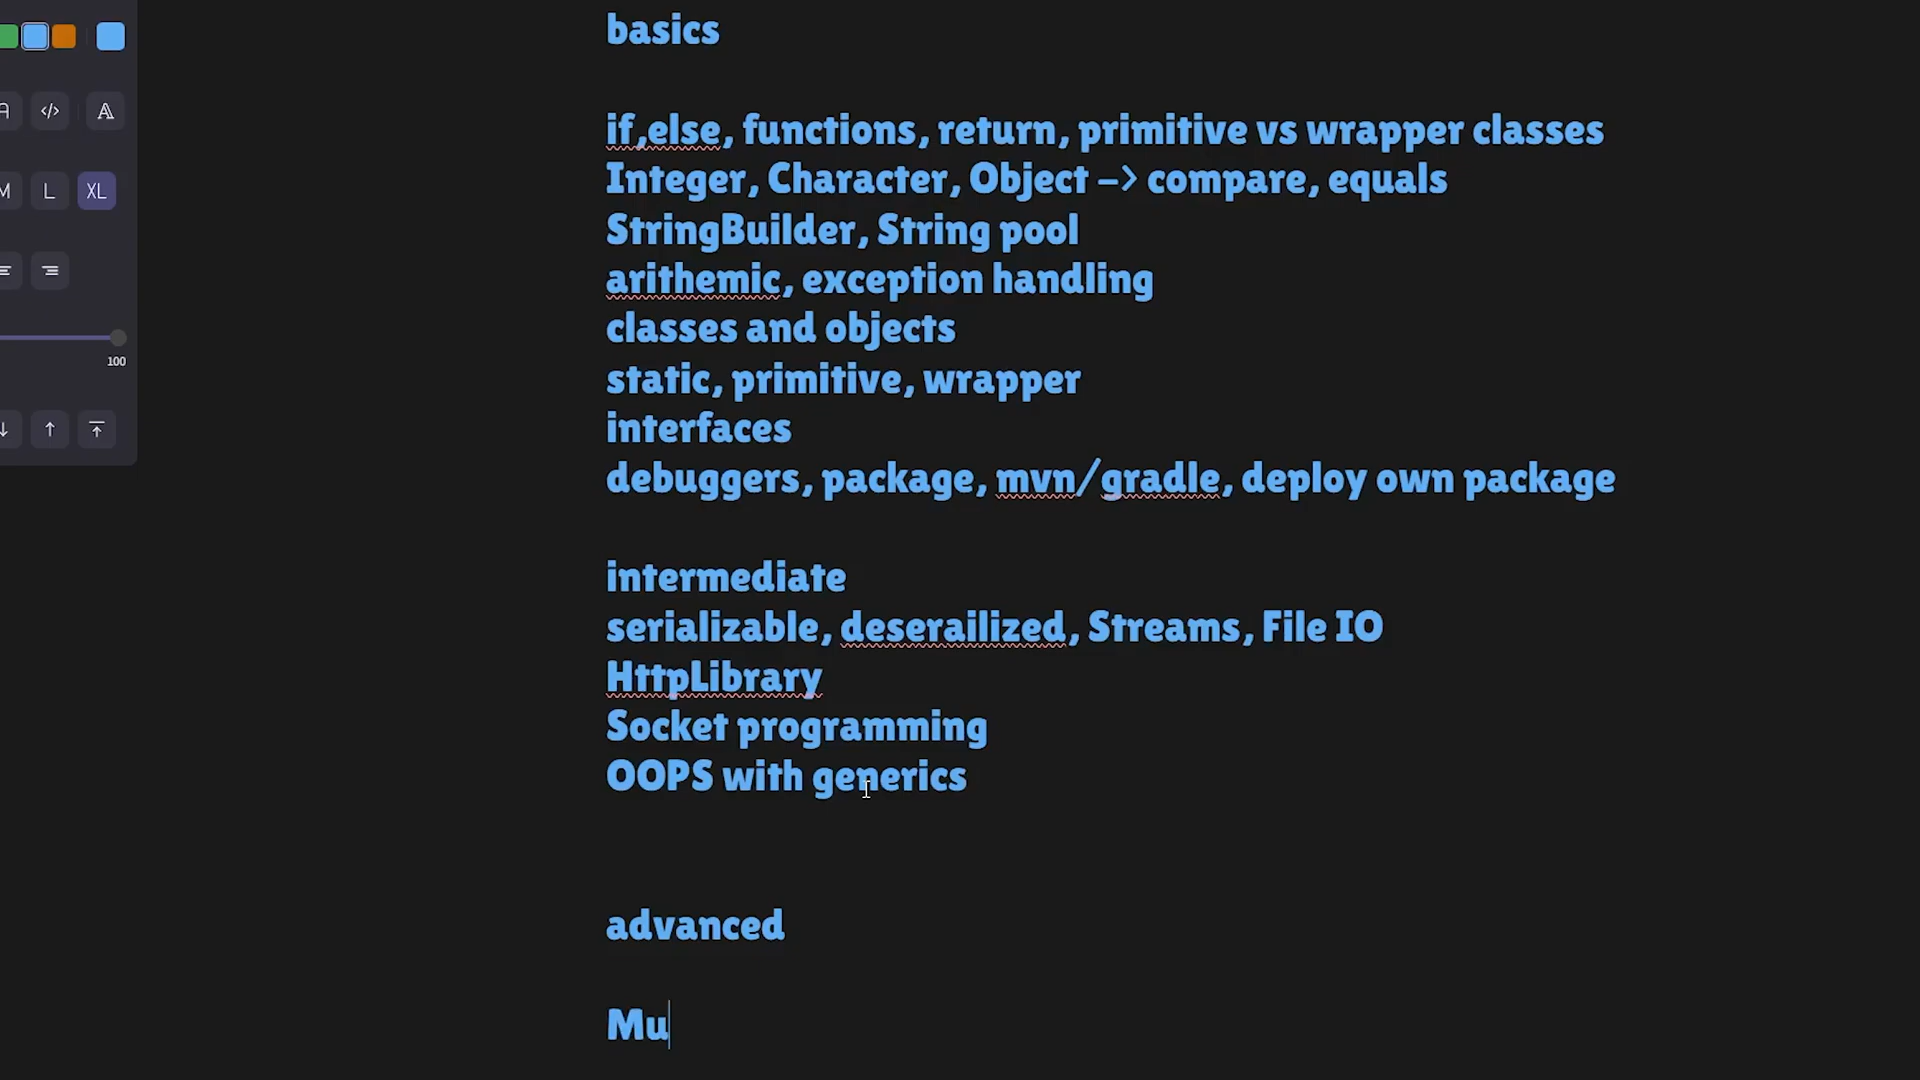 basics
if,else, functions, return, primitive vs wrapper classes
Integer, Character, Object -> compare, equals
StringBuilder, String pool
arithemic, exception handling
classes and objects
static, primitive, wrapper
interfaces
debuggers, package, mvn/gradle, deploy own package
intermediate
serializable, deserailized, Streams, File IO
HttpLibrary
Socket programming
OOPS with generics
advanced
Mu
A </> A
M L XL
100